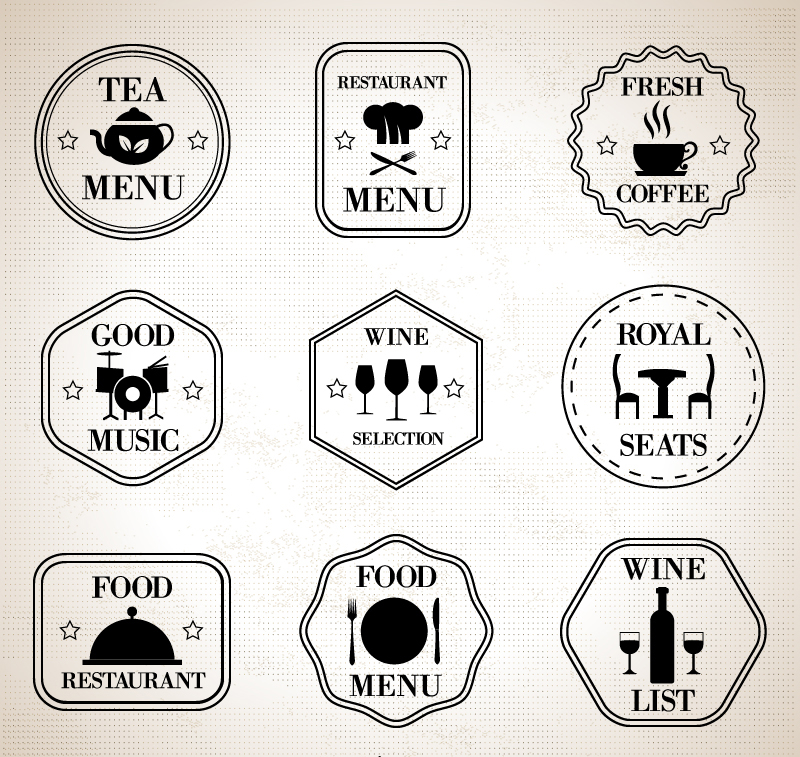 TEA
MENU
RESTAURANT
MENU
FRESH
COFFEE
GOOD
MUSIC
WINE
SELECTION
ROYAL
SEATS
FOOD
RESTAURANT
FOOD
MENU
WINE
LIST